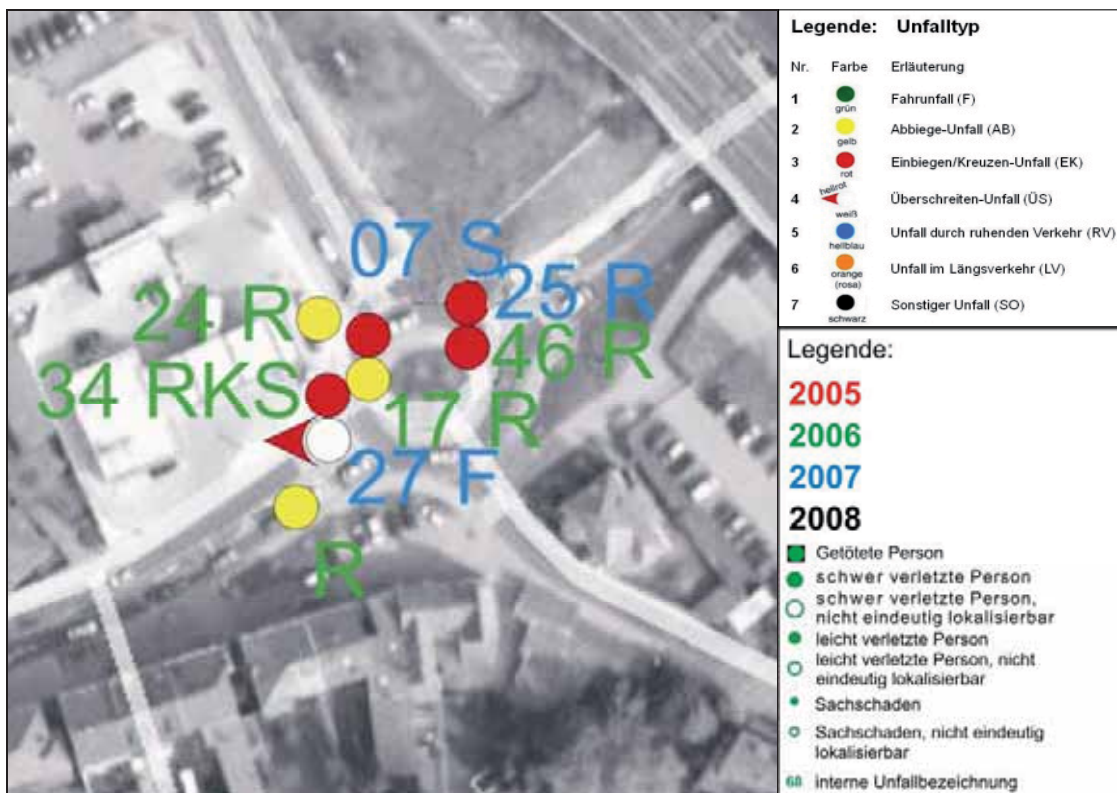 07 S
25 R
24 R
46 R
34 RKS
17 R
27 F
R
Legende: Unfalltyp
Nr. Farbe Erläuterung
1 grün Fahrunfall (F)
2 gelb Abbiege-Unfall (AB)
3 rot Einbiegen/Kreuzen-Unfall (EK)
4 hellrot weiß Überschreiten-Unfall (ÜS)
5 hellblau Unfall durch ruhenden Verkehr (RV)
6 orange (rosa) Unfall im Längsverkehr (LV)
7 schwarz Sonstiger Unfall (SO)
Legende:
2005
2006
2007
2008
Getötete Person
schwer verletzte Person
schwer verletzte Person,
nicht eindeutig lokalisierbar
leicht verletzte Person
leicht verletzte Person, nicht
eindeutig lokalisierbar
Sachschaden
Sachschaden, nicht eindeutig
lokalisierbar
68 interne Unfallbezeichnung